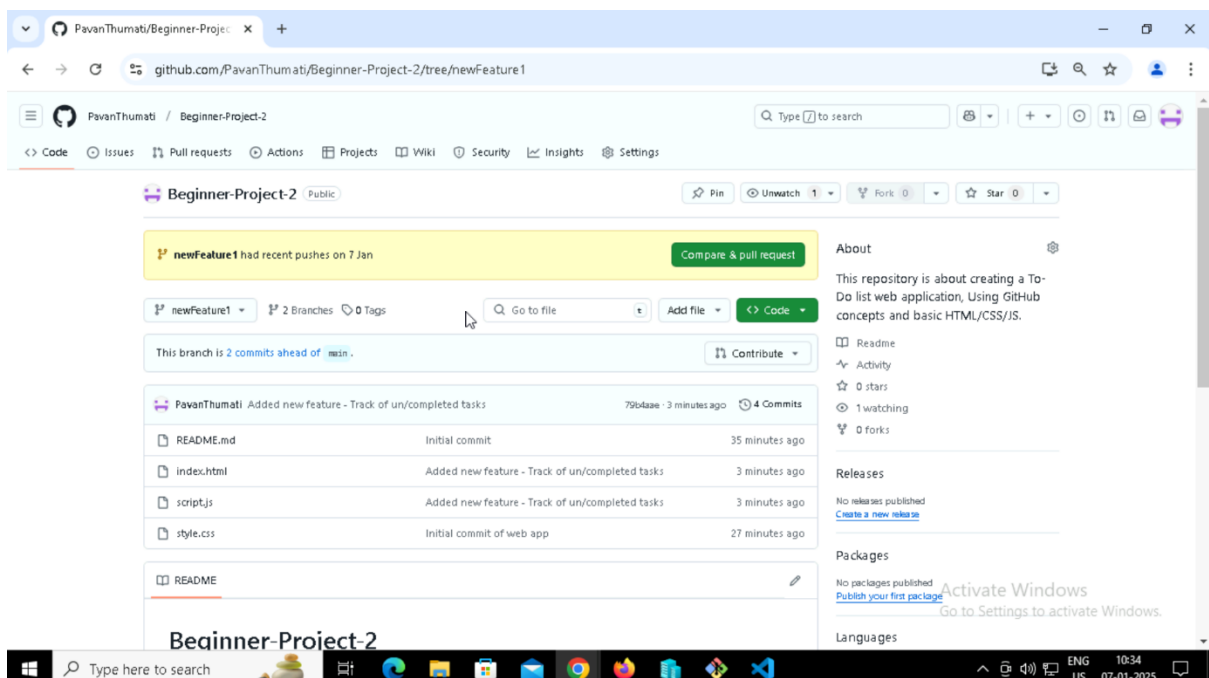 PavanThumati/Beginner-Projec
github.com/PavanThumati/Beginner-Project-2/tree/newFeature1
PavanThumati / Beginner-Project-2
Type / to search
Code Issues Pull requests Actions Projects Wiki Security Insights Settings
Beginner-Project-2 Public
Pin Unwatch 1 Fork 0 Star 0
newFeature1 had recent pushes on 7 Jan
Compare & pull request
newFeature1 2 Branches 0 Tags
Go to file t
Add file
<> Code
This branch is 2 commits ahead of main .
Contribute
PavanThumati Added new feature - Track of un/completed tasks 79b4aae · 3 minutes ago 4 Commits
README.md Initial commit 35 minutes ago
index.html Added new feature - Track of un/completed tasks 3 minutes ago
script.js Added new feature - Track of un/completed tasks 3 minutes ago
style.css Initial commit of web app 27 minutes ago
README
Beginner-Project-2
About
This repository is about creating a To-
Do list web application, Using GitHub
concepts and basic HTML/CSS/JS.
Readme
Activity
0 stars
1 watching
0 forks
Releases
No releases published
Create a new release
Packages
No packages published
Publish your first package
Languages
Activate Windows
Go to Settings to activate Windows.
Type here to search
ENG
US
10:34
07-01-2025